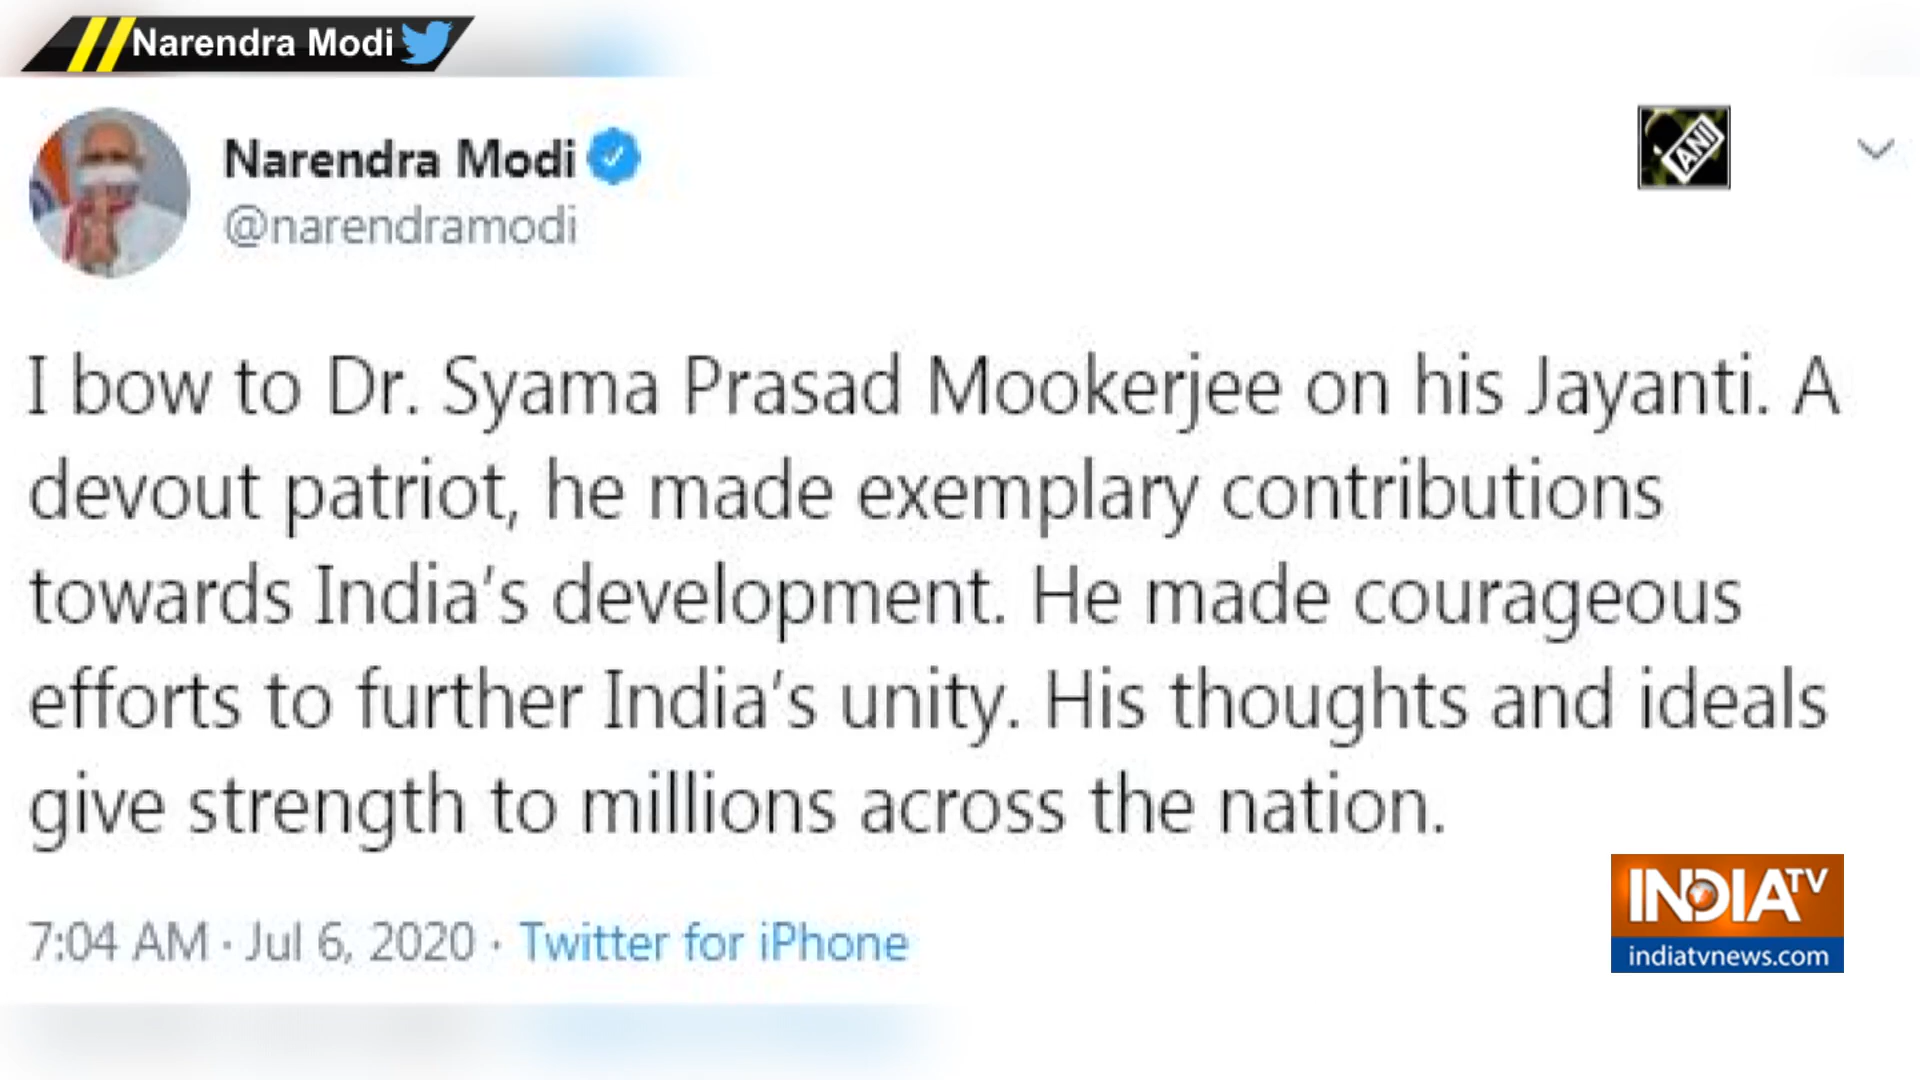 Narendra Modi
Narendra Modi
@narendramodi
ANI
I bow to Dr. Syama Prasad Mookerjee on his Jayanti. A
devout patriot, he made exemplary contributions
towards India's development. He made courageous
efforts to further India's unity. His thoughts and ideals
give strength to millions across the nation.
7:04 AM · Jul 6, 2020 · Twitter for iPhone
INDIA TV
indiatvnews.com